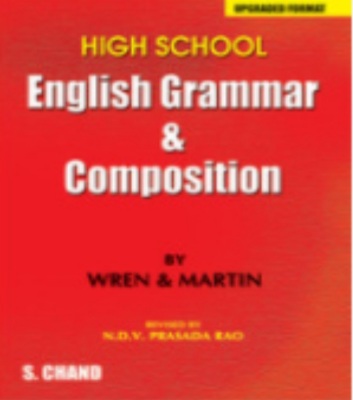 UPGRADED FORMAT
HIGH SCHOOL
English Grammar
&
Composition
BY
WREN & MARTIN
REVISED BY
N.D.V. PRASADA RAO
S. CHAND